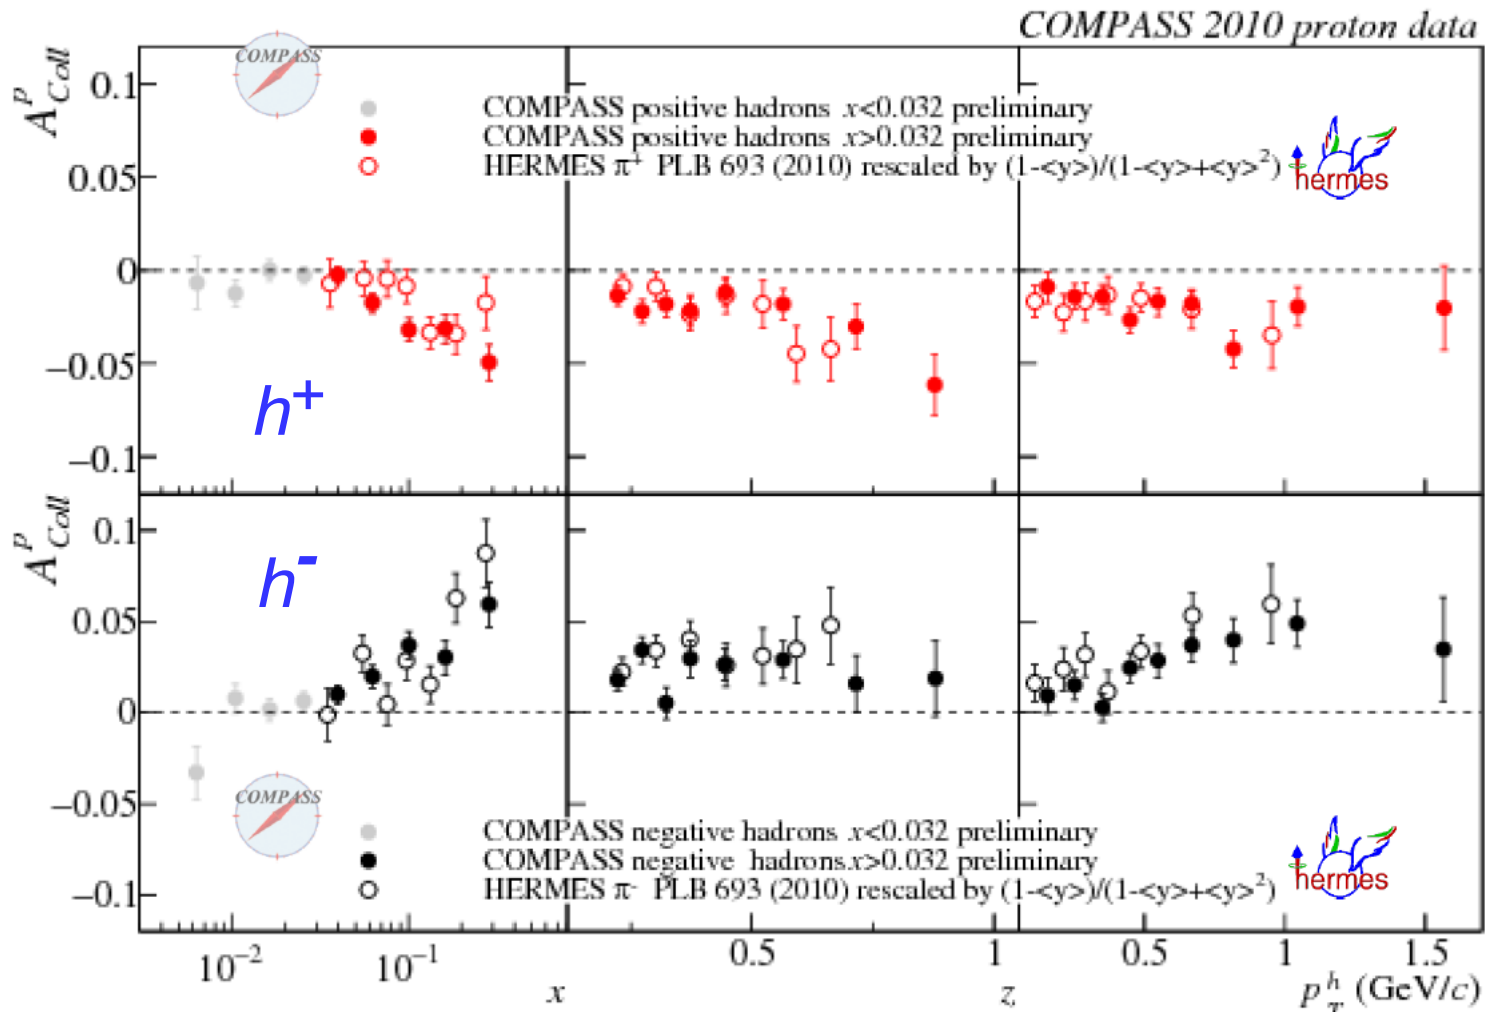 COMPASS 2010 proton data
A^p_Coll
0.1
0.05
0
−0.05
−0.1
COMPASS
COMPASS positive hadrons x<0.032 preliminary
COMPASS positive hadrons x>0.032 preliminary
HERMES π+ PLB 693 (2010) rescaled by (1-<y>)/(1-<y>+<y>²)
hermes
h+
A^p_Coll
0.1
0.05
0
−0.05
−0.1
h-
COMPASS
COMPASS negative hadrons x<0.032 preliminary
COMPASS negative hadrons x>0.032 preliminary
HERMES π- PLB 693 (2010) rescaled by (1-<y>)/(1-<y>+<y>²)
hermes
10⁻² 10⁻¹ 0.5 1 0.5 1 1.5
x z p_T^h (GeV/c)